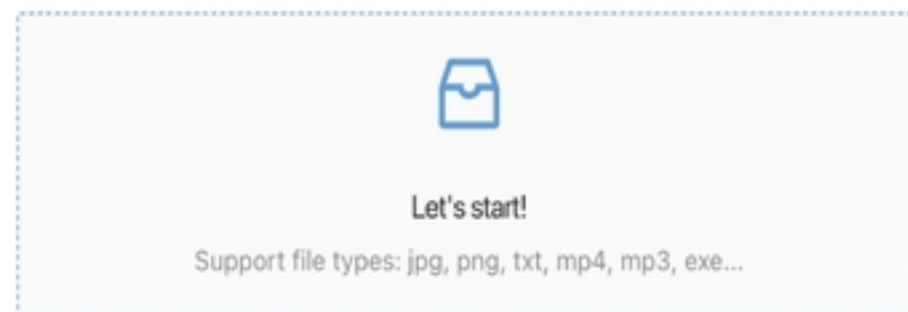 Let's start!
Support file types: jpg, png, txt, mp4, mp3, exe...